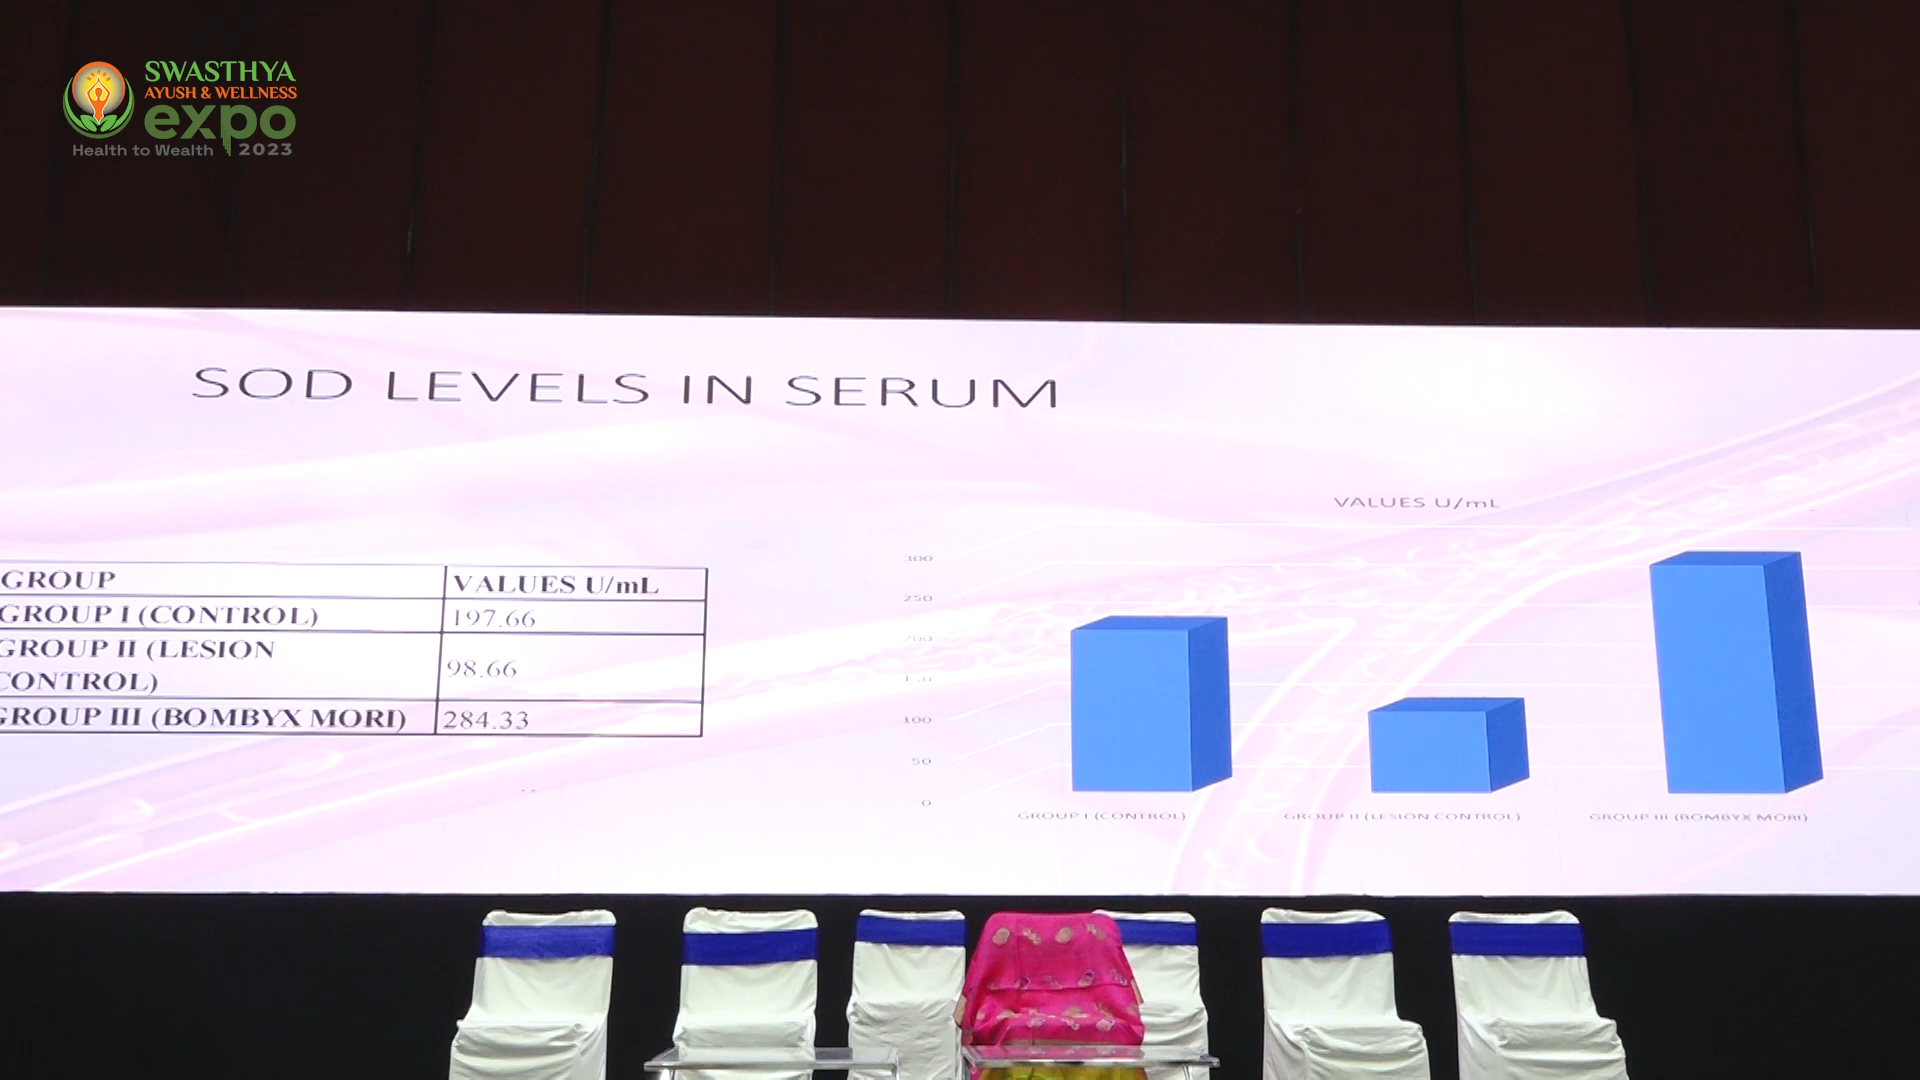 SWASTHYA
AYUSH & WELLNESS
expo
Health to Wealth 2023
SOD LEVELS IN SERUM
GROUP VALUES U/mL
GROUP I (CONTROL) 197.66
GROUP II (LESION
CONTROL) 98.66
GROUP III (BOMBYX MORI) 284.33
VALUES U/mL
300
250
200
150
100
50
0
GROUP I (CONTROL) GROUP II (LESION CONTROL) GROUP III (BOMBYX MORI)